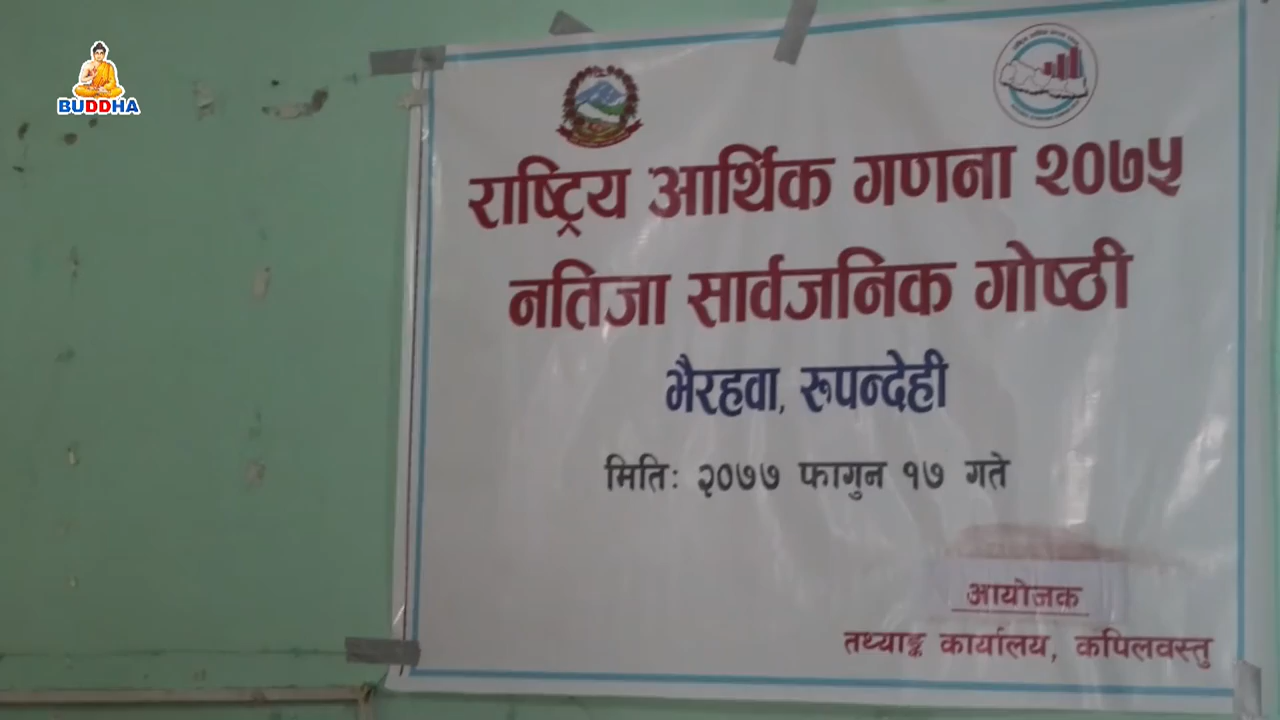 BUDDHA
राष्ट्रिय आर्थिक गणना २०७५
नतिजा सार्वजनिक गोष्ठी
भैरहवा, रुपन्देही
मिति: २०७७ फागुन १७ गते
आयोजक
तथ्याङ्क कार्यालय, कपिलवस्तु